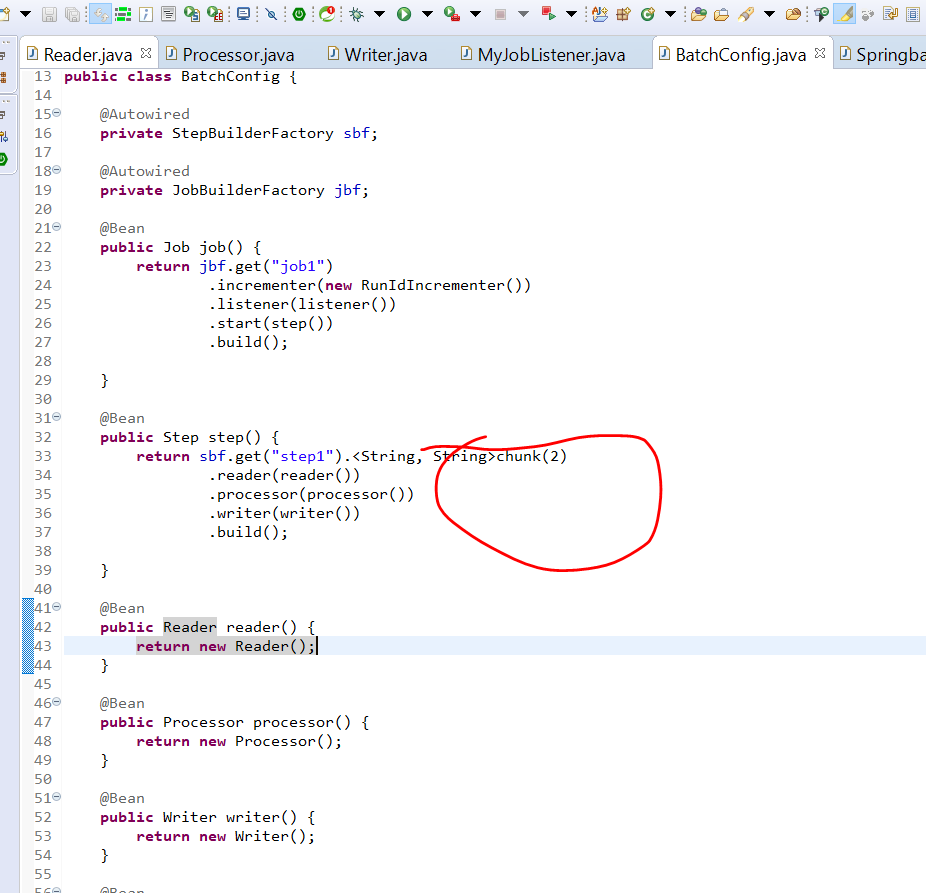 Reader.java Processor.java Writer.java MyJobListener.java BatchConfig.java Springba
13 public class BatchConfig {
14
15 @Autowired
16 private StepBuilderFactory sbf;
17
18 @Autowired
19 private JobBuilderFactory jbf;
20
21 @Bean
22 public Job job() {
23 return jbf.get("job1")
24 .incrementer(new RunIdIncrementer())
25 .listener(listener())
26 .start(step())
27 .build();
28
29 }
30
31 @Bean
32 public Step step() {
33 return sbf.get("step1").<String, String>chunk(2)
34 .reader(reader())
35 .processor(processor())
36 .writer(writer())
37 .build();
38
39 }
40
41 @Bean
42 public Reader reader() {
43 return new Reader();
44 }
45
46 @Bean
47 public Processor processor() {
48 return new Processor();
49 }
50
51 @Bean
52 public Writer writer() {
53 return new Writer();
54 }
55
56 @Bean